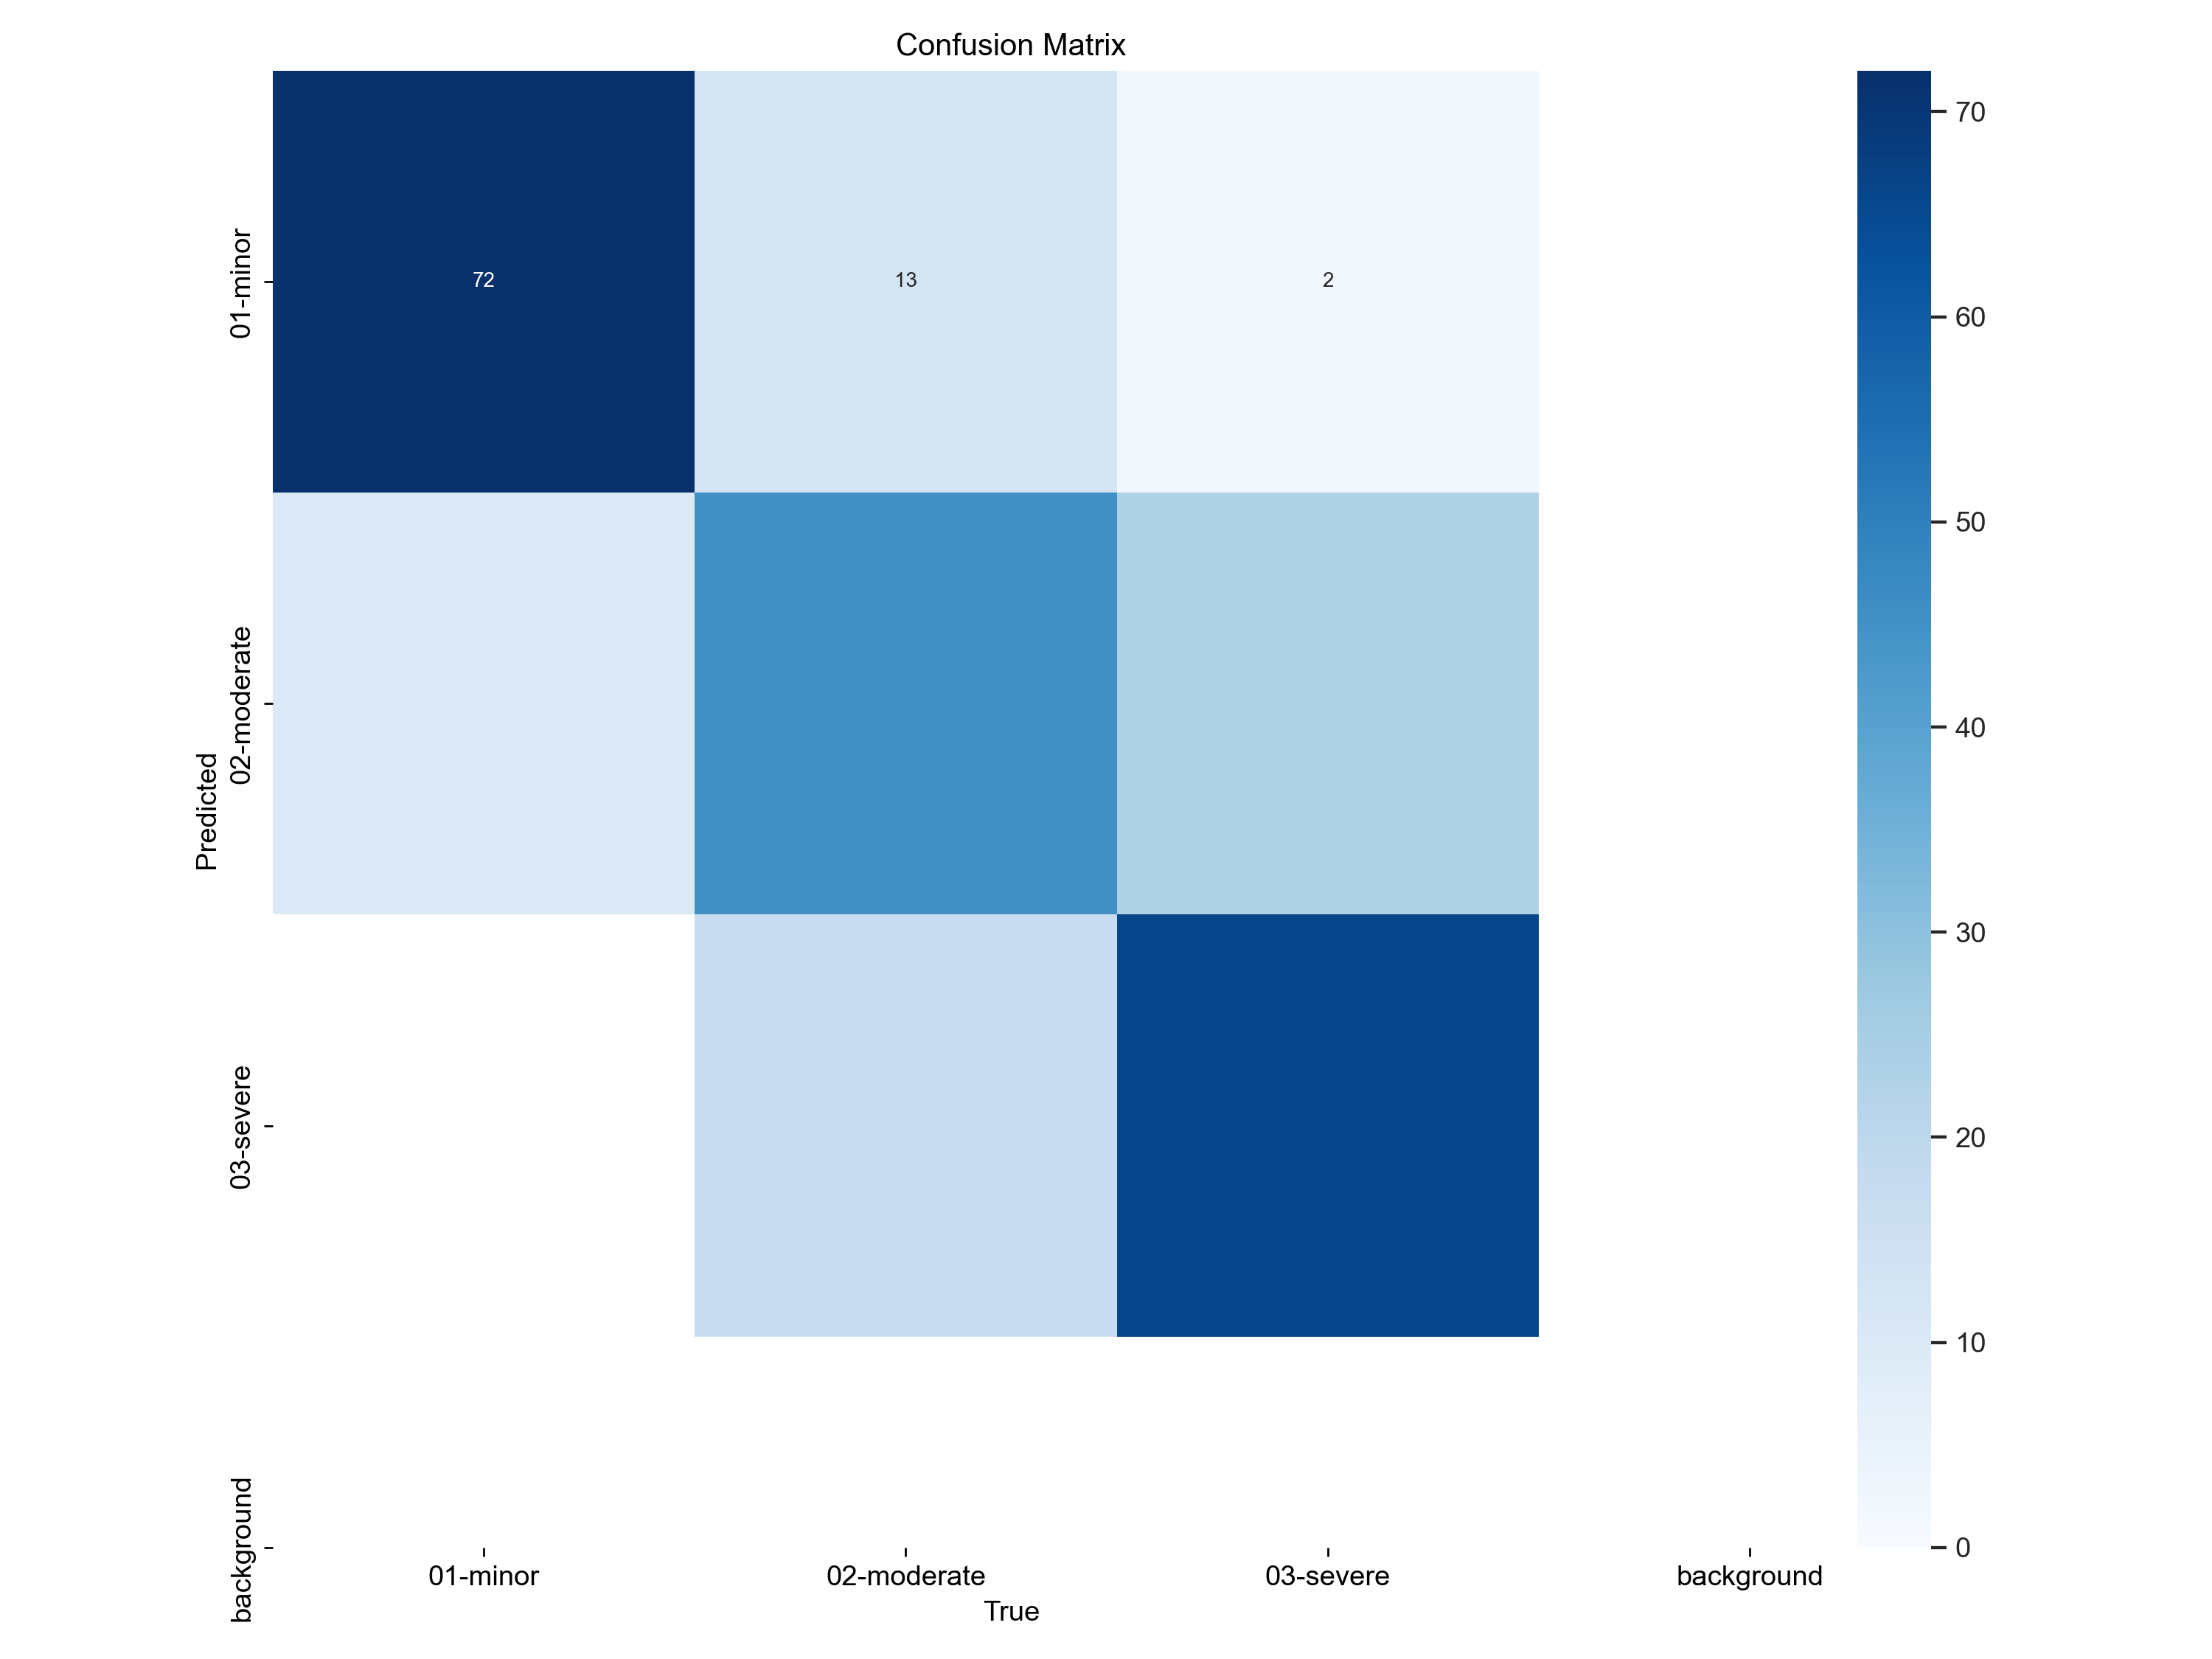 Confusion Matrix
01-minor
72
13
2
02-moderate
Predicted
03-severe
background
01-minor
02-moderate
03-severe
background
True
70
60
50
40
30
20
10
0